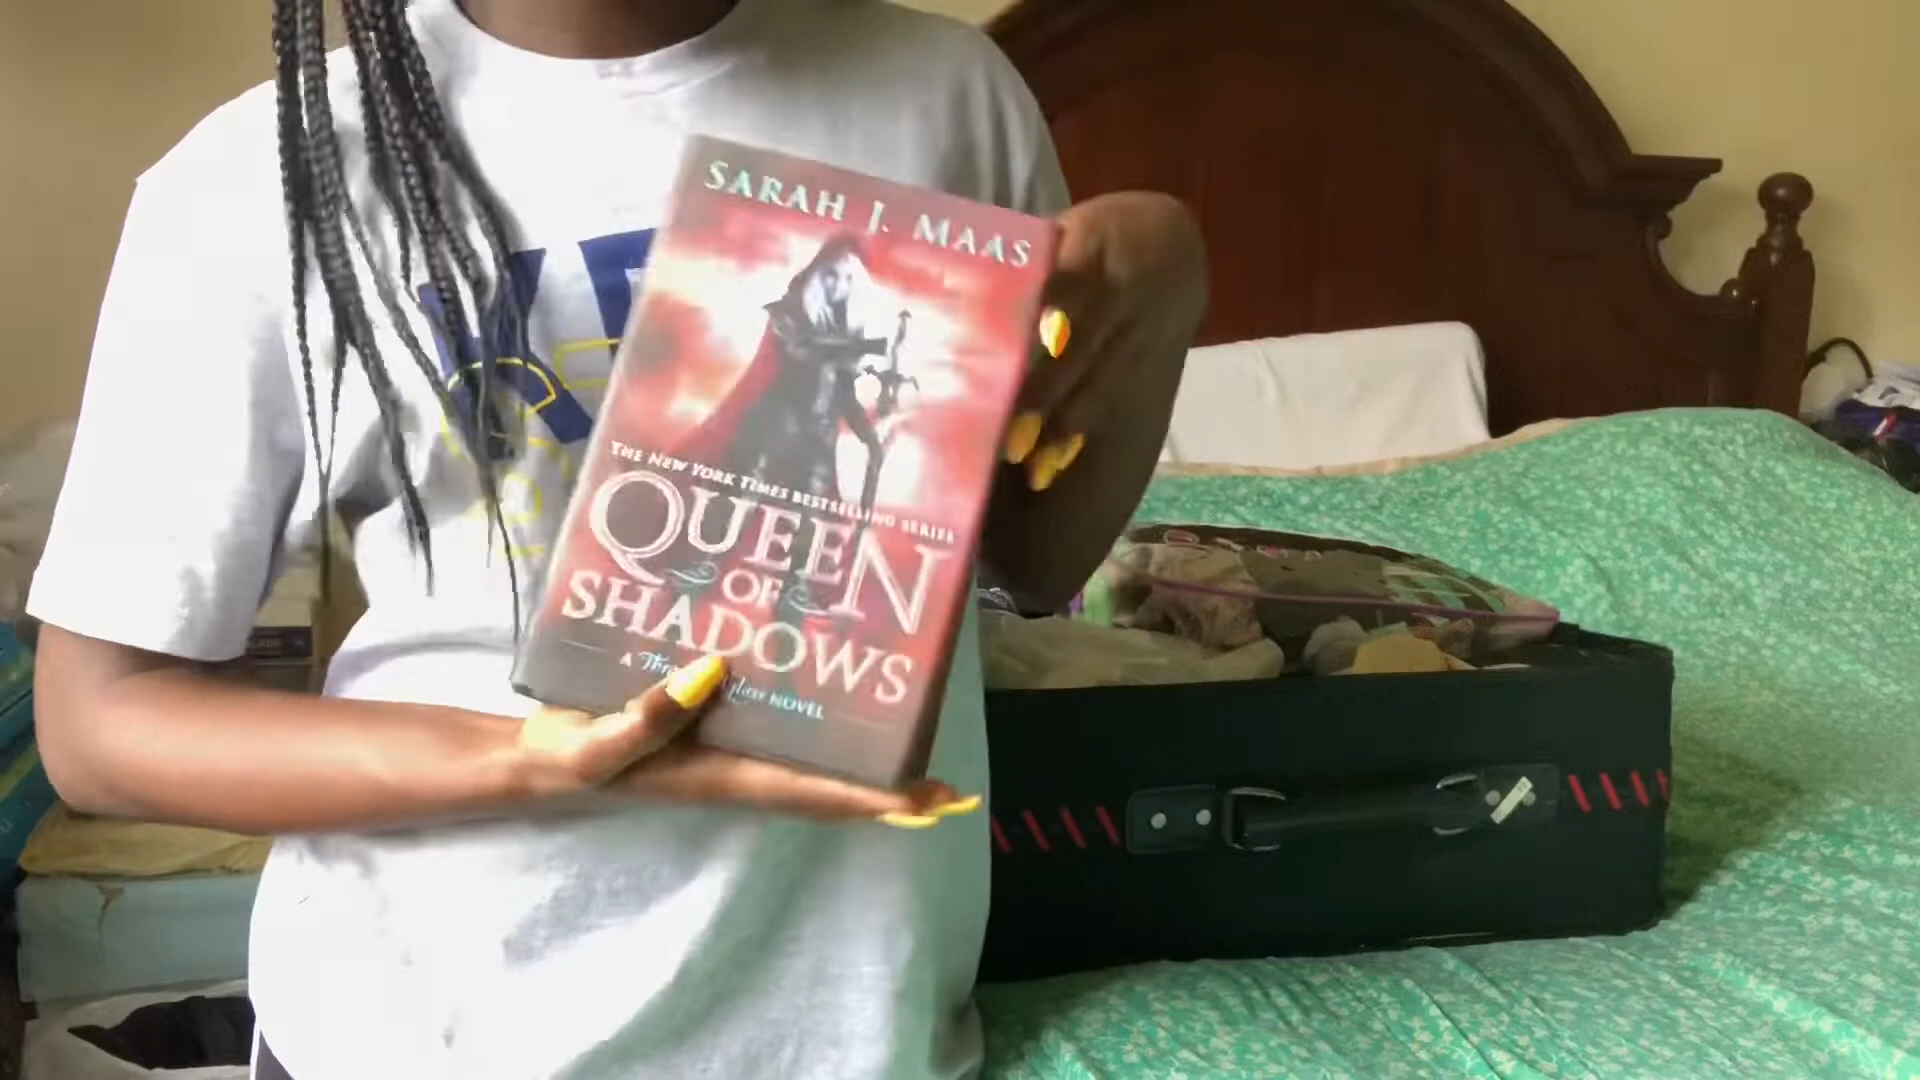 SARAH J. MAAS
THE NEW YORK TIMES BESTSELLING SERIES
QUEEN
OF
SHADOWS
A NOVEL